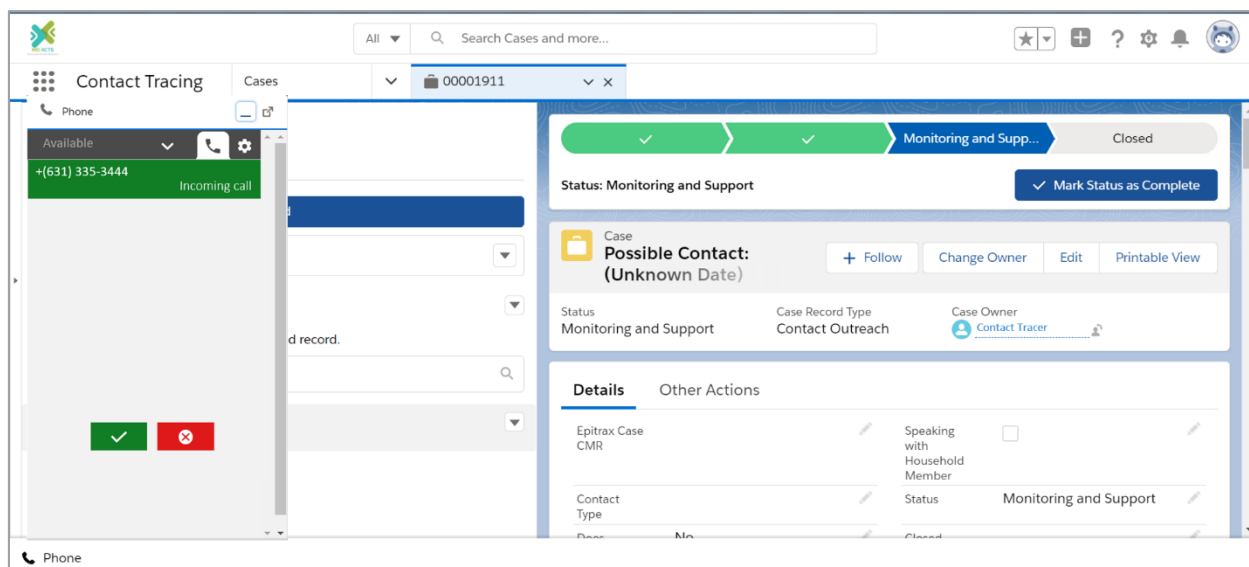 All
Search Cases and more...
Contact Tracing
Cases
00001911
Phone
Available
+(631) 335-3444
Incoming call
d
d record.
Monitoring and Supp...
Closed
Status: Monitoring and Support
Mark Status as Complete
Case
Possible Contact:
(Unknown Date)
Follow
Change Owner
Edit
Printable View
Status
Monitoring and Support
Case Record Type
Contact Outreach
Case Owner
Contact Tracer
Details
Other Actions
Epitrax Case
CMR
Speaking
with
Household
Member
Contact
Type
Status
Monitoring and Support
Does
No
Closed
Phone